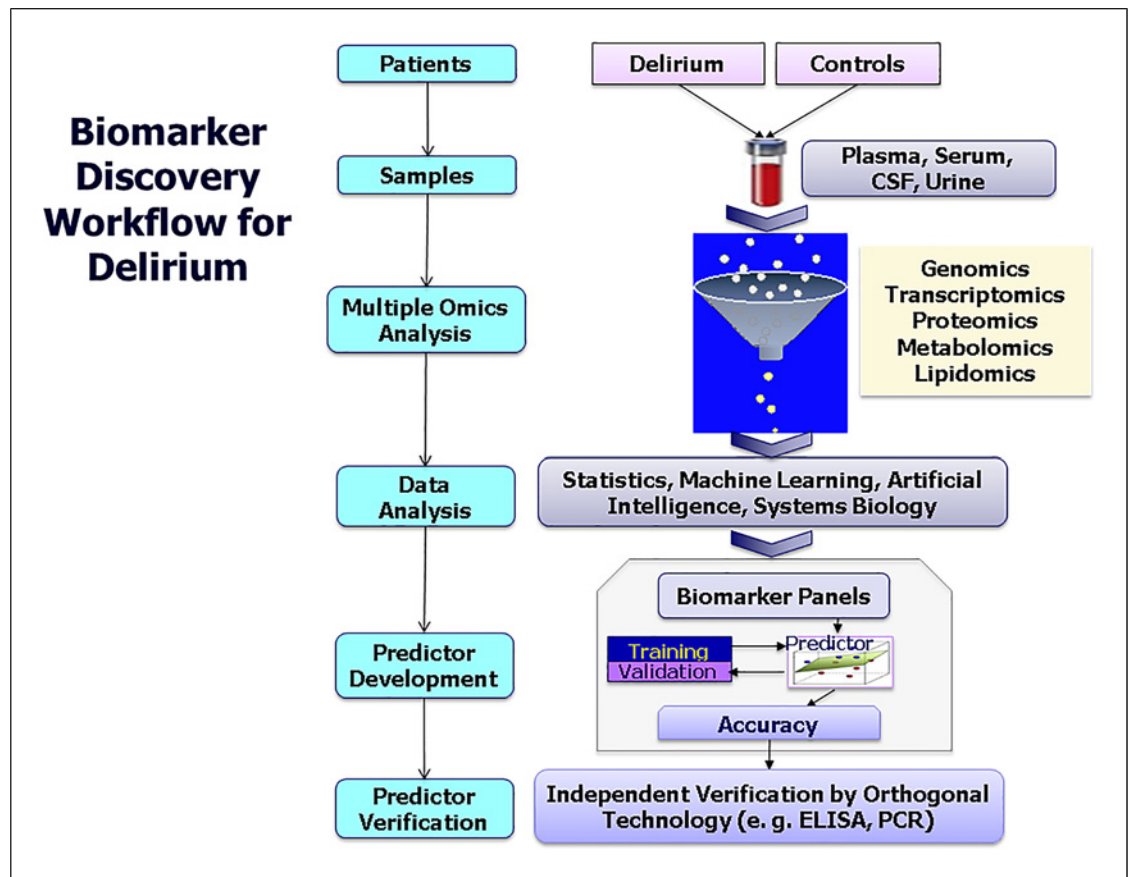 Biomarker
Discovery
Workflow for
Delirium
Patients
Samples
Multiple Omics
Analysis
Data
Analysis
Predictor
Development
Predictor
Verification
Delirium
Controls
Plasma, Serum,
CSF, Urine
Genomics
Transcriptomics
Proteomics
Metabolomics
Lipidomics
Statistics, Machine Learning, Artificial
Intelligence, Systems Biology
Biomarker Panels
Training
Validation
Predictor
Accuracy
Independent Verification by Orthogonal
Technology (e. g. ELISA, PCR)